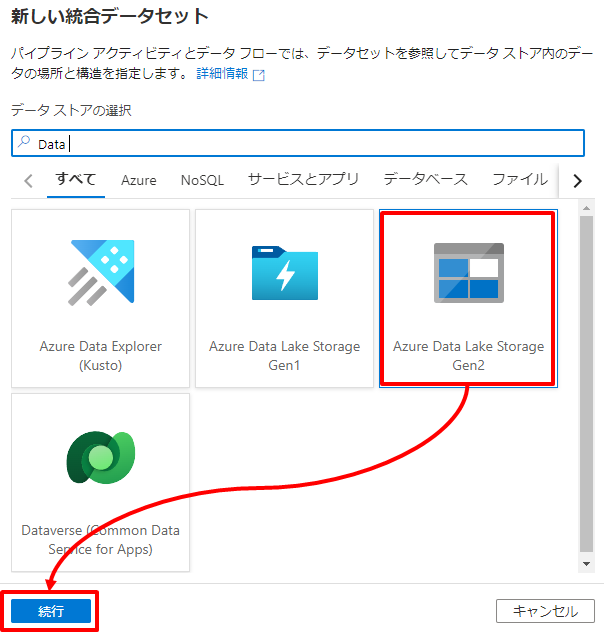 新しい統合データセット
パイプライン アクティビティとデータ フローでは、データセットを参照してデータ ストア内のデー
タの場所と構造を指定します。 詳細情報
データ ストアの選択
Data
すべて Azure NoSQL サービスとアプリ データベース ファイル
Azure Data Explorer
(Kusto)
Azure Data Lake Storage
Gen1
Azure Data Lake Storage
Gen2
Dataverse (Common Data
Service for Apps)
続行 キャンセル